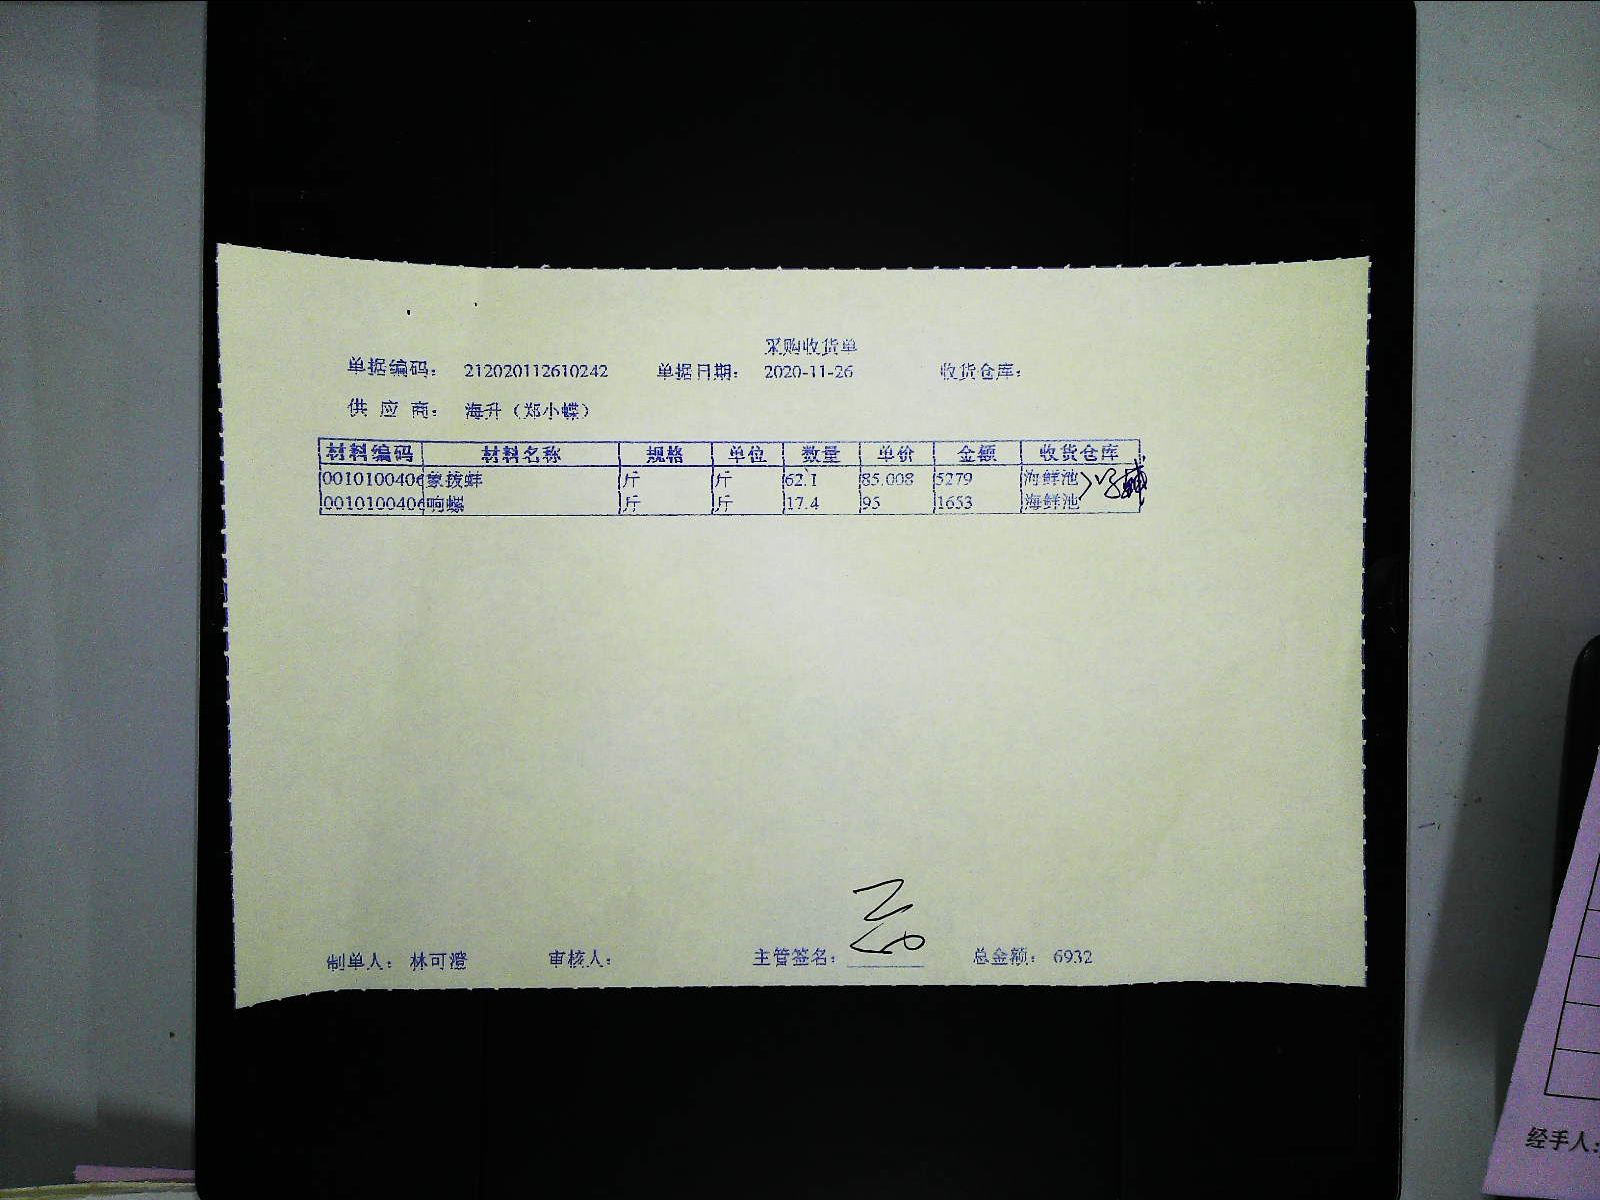 采购收货单
单据编码： 212020112610242 单据日期： 2020-11-26 收货仓库：
供 应 商： 海升（郑小蝶）
材料编码 材料名称 规格 单位 数量 单价 金额 收货仓库
0010100406 象拔蚌 斤 斤 62.1 85.008 5279 海鲜池
0010100406 响螺 斤 斤 17.4 95 1653 海鲜池
制单人： 林可澄 审核人： 主管签名： 总金额： 6932
经手人：